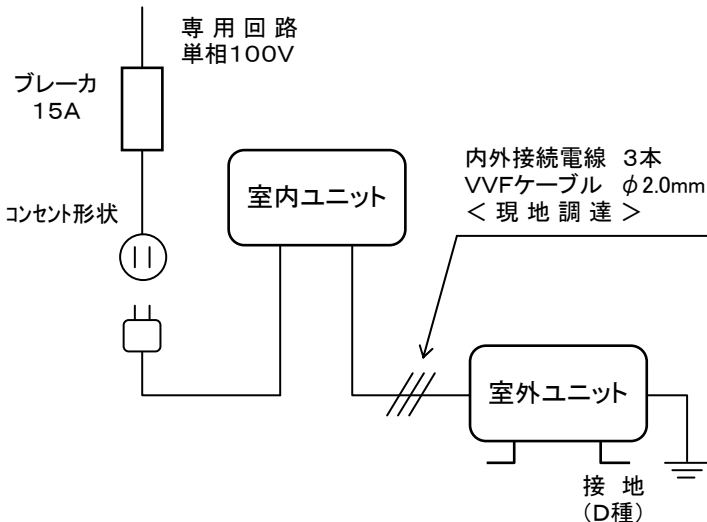 専用回路
単相100V
ブレーカ
15A
コンセント形状
室内ユニット
内外接続電線 3本
VVFケーブル φ2.0mm
<現地調達>
室外ユニット
接地
(D種)